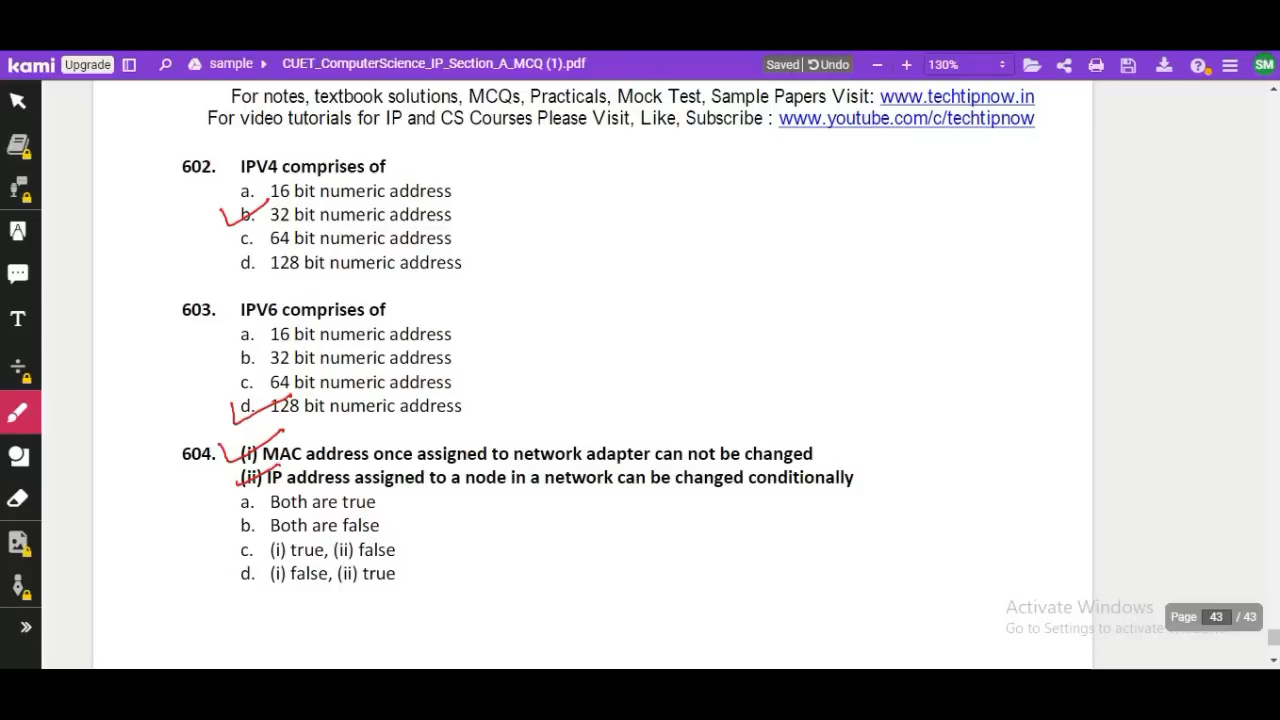 kami Upgrade sample CUET_ComputerScience_IP_Section_A_MCQ (1).pdf Saved Undo 130% SM
For notes, textbook solutions, MCQs, Practicals, Mock Test, Sample Papers Visit: www.techtipnow.in
For video tutorials for IP and CS Courses Please Visit, Like, Subscribe : www.youtube.com/c/techtipnow
602. IPV4 comprises of
a. 16 bit numeric address
b. 32 bit numeric address
c. 64 bit numeric address
d. 128 bit numeric address
603. IPV6 comprises of
a. 16 bit numeric address
b. 32 bit numeric address
c. 64 bit numeric address
d. 128 bit numeric address
604. (i) MAC address once assigned to network adapter can not be changed
(ii) IP address assigned to a node in a network can be changed conditionally
a. Both are true
b. Both are false
c. (i) true, (ii) false
d. (i) false, (ii) true
Activate Windows
Go to Settings to activate
Page 43 / 43